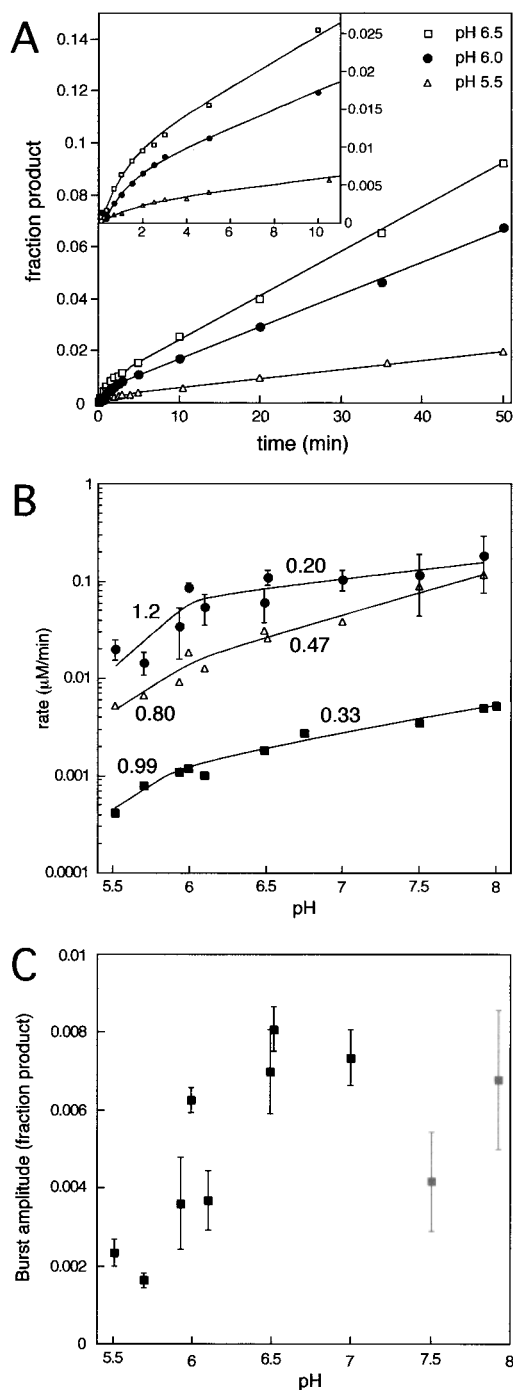 A
0.14
0.12
0.1
0.08
0.06
0.04
0.02
0
fraction product
0.025
0.02
0.015
0.01
0.005
0
0 2 4 6 8 10
pH 6.5
pH 6.0
pH 5.5
0 10 20 30 40 50
time (min)
B
1
0.1
0.01
0.001
0.0001
rate (µM/min)
1.2
0.20
0.80
0.47
0.99
0.33
5.5 6 6.5 7 7.5 8
pH
C
0.01
0.008
0.006
0.004
0.002
0
Burst amplitude (fraction product)
5.5 6 6.5 7 7.5 8
pH